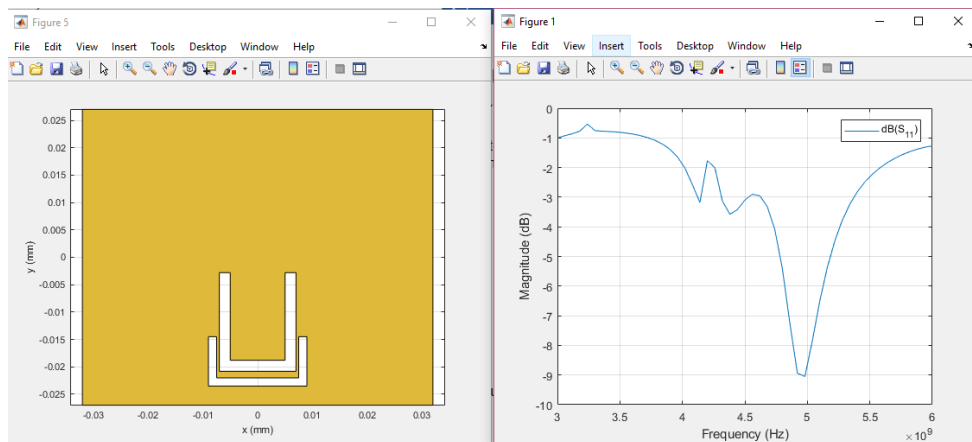 Figure 5
File Edit View Insert Tools Desktop Window Help
0.025
0.02
0.015
0.01
0.005
0
-0.005
-0.01
-0.015
-0.02
-0.025
y (mm)
-0.03 -0.02 -0.01 0 0.01 0.02 0.03
x (mm)
Figure 1
File Edit View Insert Tools Desktop Window Help
0
-1
-2
-3
-4
-5
-6
-7
-8
-9
-10
Magnitude (dB)
dB(S11)
3 3.5 4 4.5 5 5.5 6
Frequency (Hz)
×10^9